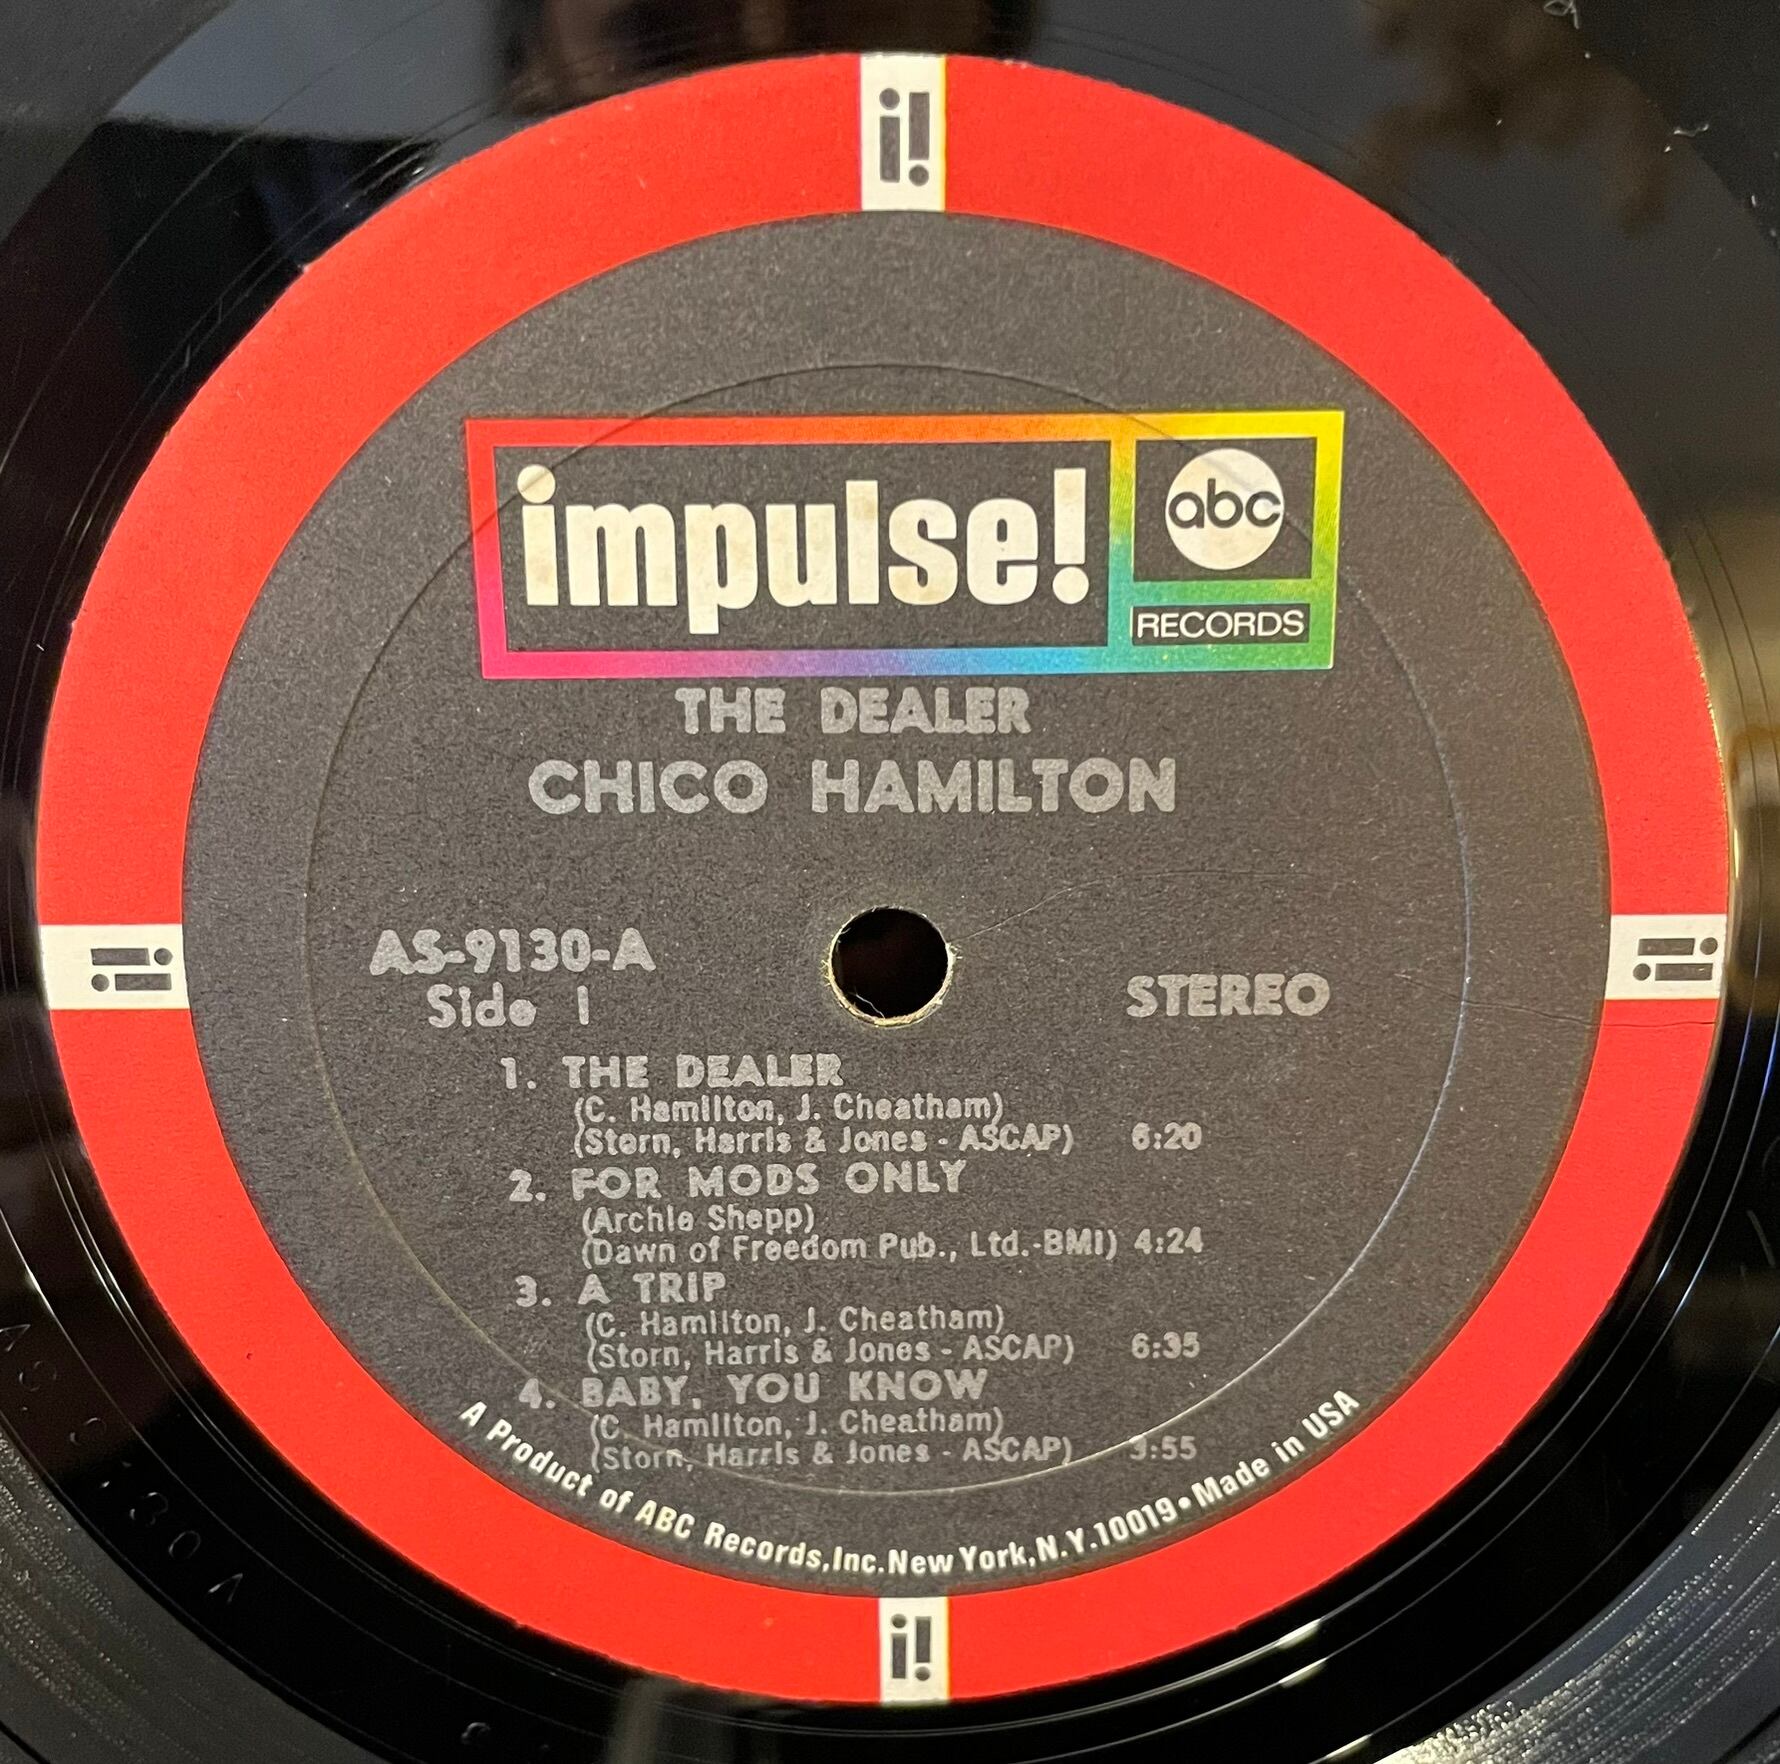 i!
impulse!
abc
RECORDS
THE DEALER
CHICO HAMILTON
AS-9130-A
Side 1
STEREO
i!
i!
1. THE DEALER
(C. Hamilton, J. Cheatham)
(Stern, Harris & Jones - ASCAP) 6:20
2. FOR MODS ONLY
(Archie Shepp)
(Dawn of Freedom Pub., Ltd.-BMI) 4:24
3. A TRIP
(C. Hamilton, J. Cheatham)
(Storn, Harris & Jones - ASCAP) 6:35
4. BABY, YOU KNOW
(C. Hamilton, J. Cheatham)
(Storn, Harris & Jones - ASCAP) 3:55
A Product of ABC Records,Inc.New York,N.Y.10019•Made in USA
i!